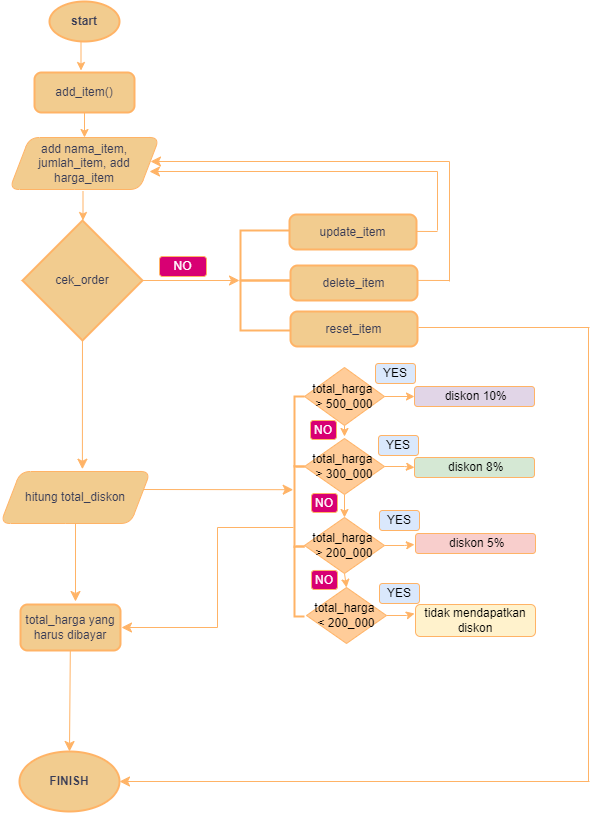 start
add_item()
add nama_item,
jumlah_item, add
harga_item
cek_order
NO
update_item
delete_item
reset_item
total_harga
> 500_000
YES
diskon 10%
NO
total_harga
> 300_000
YES
diskon 8%
NO
total_harga
> 200_000
YES
diskon 5%
NO
total_harga
< 200_000
YES
tidak mendapatkan
diskon
hitung total_diskon
total_harga yang
harus dibayar
FINISH